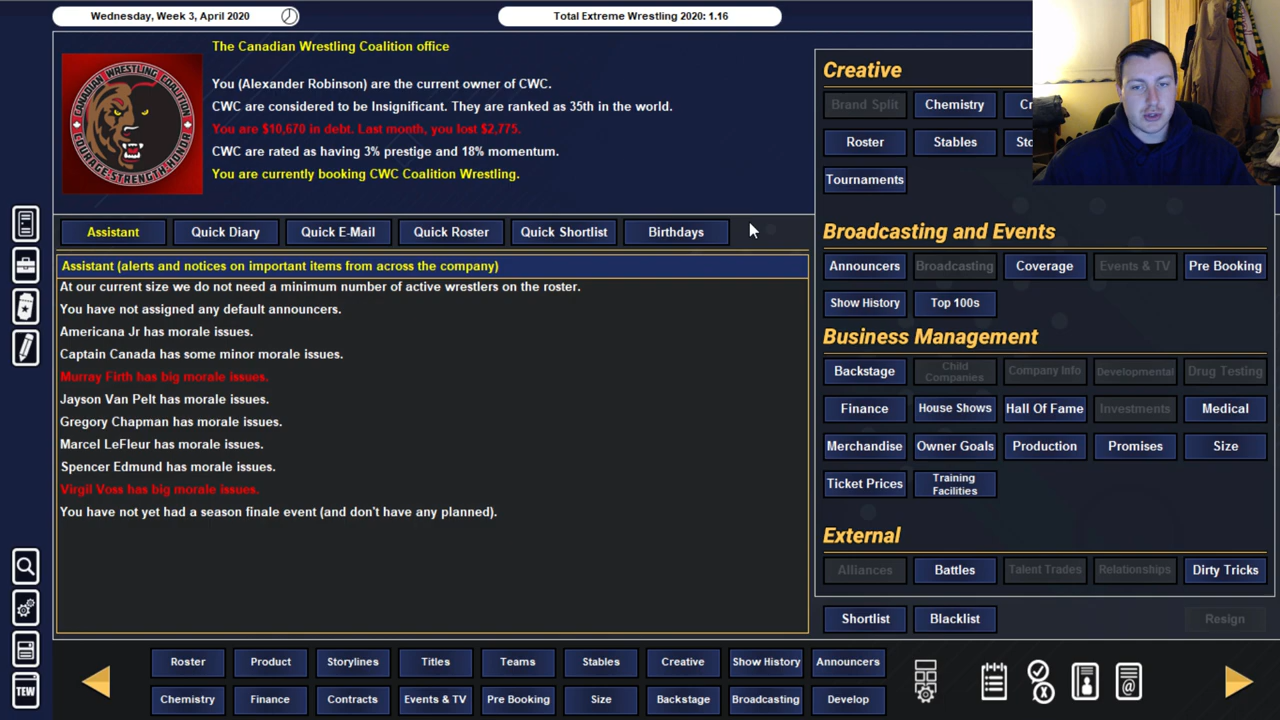 Wednesday, Week 3, April 2020
Total Extreme Wrestling 2020: 1.16
The Canadian Wrestling Coalition office
CANADIAN WRESTLING COALITION
COURAGE STRENGTH HONOR
You (Alexander Robinson) are the current owner of CWC.
CWC are considered to be Insignificant. They are ranked as 35th in the world.
You are $10,670 in debt. Last month, you lost $2,775.
CWC are rated as having 3% prestige and 18% momentum.
You are currently booking CWC Coalition Wrestling.
Assistant Quick Diary Quick E-Mail Quick Roster Quick Shortlist Birthdays
Assistant (alerts and notices on important items from across the company)
At our current size we do not need a minimum number of active wrestlers on the roster.
You have not assigned any default announcers.
Americana Jr has morale issues.
Captain Canada has some minor morale issues.
Murray Firth has big morale issues.
Jayson Van Pelt has morale issues.
Gregory Chapman has morale issues.
Marcel LeFleur has morale issues.
Spencer Edmund has morale issues.
Virgil Voss has big morale issues.
You have not yet had a season finale event (and don't have any planned).
Creative
Brand Split Chemistry Cr
Roster Stables Sto
Tournaments
Broadcasting and Events
Announcers Broadcasting Coverage Events & TV Pre Booking
Show History Top 100s
Business Management
Backstage Child Companies Company Info Developmental Drug Testing
Finance House Shows Hall Of Fame Investments Medical
Merchandise Owner Goals Production Promises Size
Ticket Prices Training Facilities
External
Alliances Battles Talent Trades Relationships Dirty Tricks
Shortlist Blacklist Resign
Roster Product Storylines Titles Teams Stables Creative Show History Announcers
Chemistry Finance Contracts Events & TV Pre Booking Size Backstage Broadcasting Develop
TEW